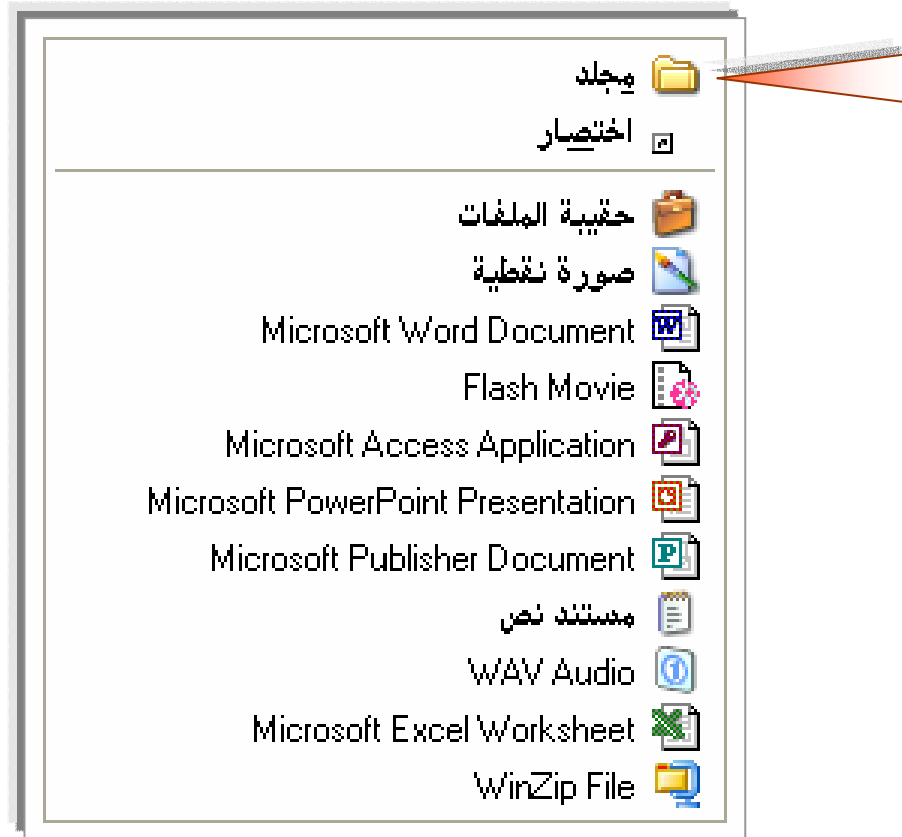 مجلد
اختصار
حقيبة الملفات
صورة نقطية
Microsoft Word Document
Flash Movie
Microsoft Access Application
Microsoft PowerPoint Presentation
Microsoft Publisher Document
مستند نص
WAV Audio
Microsoft Excel Worksheet
WinZip File